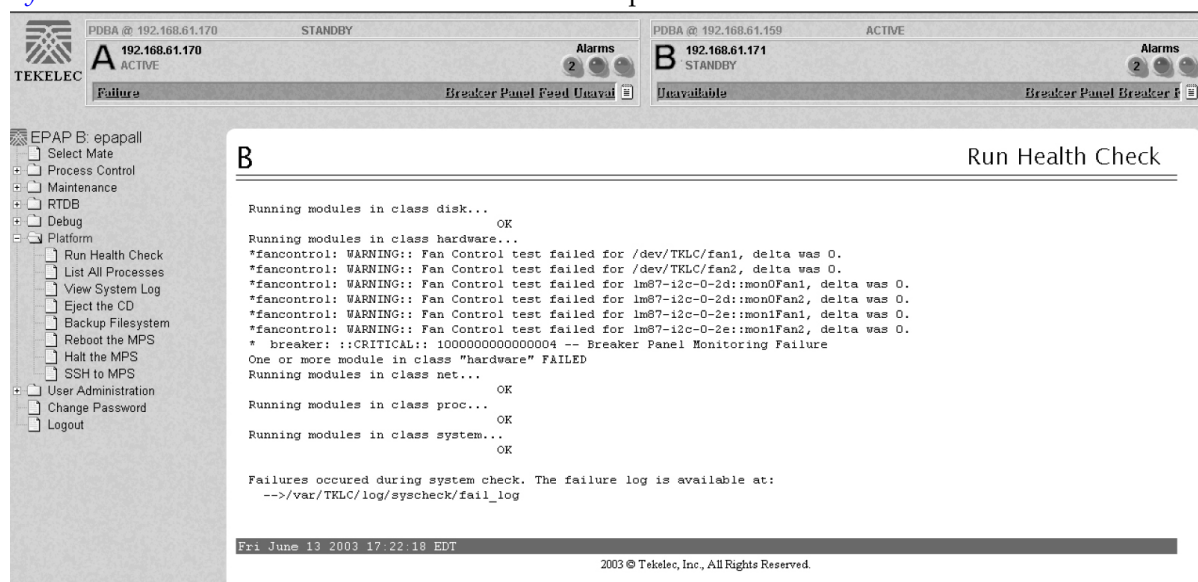 PDBA @ 192.168.61.170 STANDBY
A 192.168.61.170
ACTIVE
Alarms
2
TEKELEC
Failure Breaker Panel Feed Unavai
PDBA @ 192.168.61.159 ACTIVE
B 192.168.61.171
STANDBY
Alarms
2
Unavailable Breaker Panel Breaker F
EPAP B: epapall
Select Mate
Process Control
Maintenance
RTDB
Debug
Platform
Run Health Check
List All Processes
View System Log
Eject the CD
Backup Filesystem
Reboot the MPS
Halt the MPS
SSH to MPS
User Administration
Change Password
Logout
B Run Health Check
Running modules in class disk...
OK
Running modules in class hardware...
*fancontrol: WARNING:: Fan Control test failed for /dev/TKLC/fan1, delta was 0.
*fancontrol: WARNING:: Fan Control test failed for /dev/TKLC/fan2, delta was 0.
*fancontrol: WARNING:: Fan Control test failed for lm87-i2c-0-2d::mon0Fan1, delta was 0.
*fancontrol: WARNING:: Fan Control test failed for lm87-i2c-0-2d::mon0Fan2, delta was 0.
*fancontrol: WARNING:: Fan Control test failed for lm87-i2c-0-2e::mon1Fan1, delta was 0.
*fancontrol: WARNING:: Fan Control test failed for lm87-i2c-0-2e::mon1Fan2, delta was 0.
* breaker: ::CRITICAL:: 1000000000000004 -- Breaker Panel Monitoring Failure
One or more module in class "hardware" FAILED
Running modules in class net...
OK
Running modules in class proc...
OK
Running modules in class system...
OK
Failures occured during system check. The failure log is available at:
-->/var/TKLC/log/syscheck/fail_log
Fri June 13 2003 17:22:18 EDT
2003 © Tekelec, Inc., All Rights Reserved.